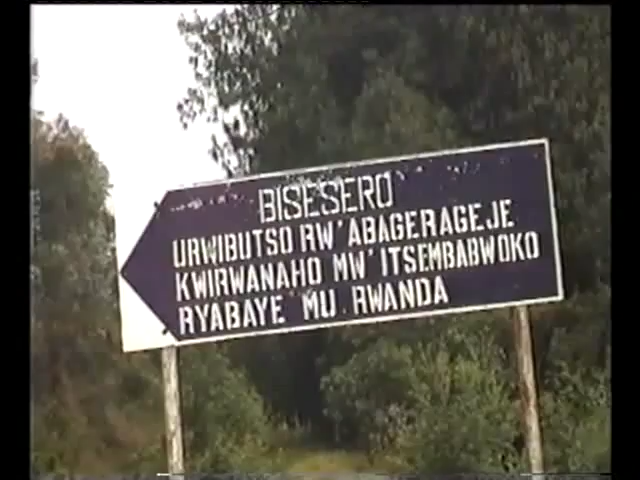 BISESERO
URWIBUTSO RW'ABAGERAGEJE
KWIRWANAHO MW'ITSEMBABWOKO
RYABAYE MU RWANDA